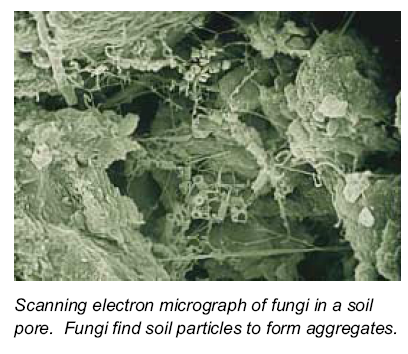 Scanning electron micrograph of fungi in a soil
pore.  Fungi find soil particles to form aggregates.